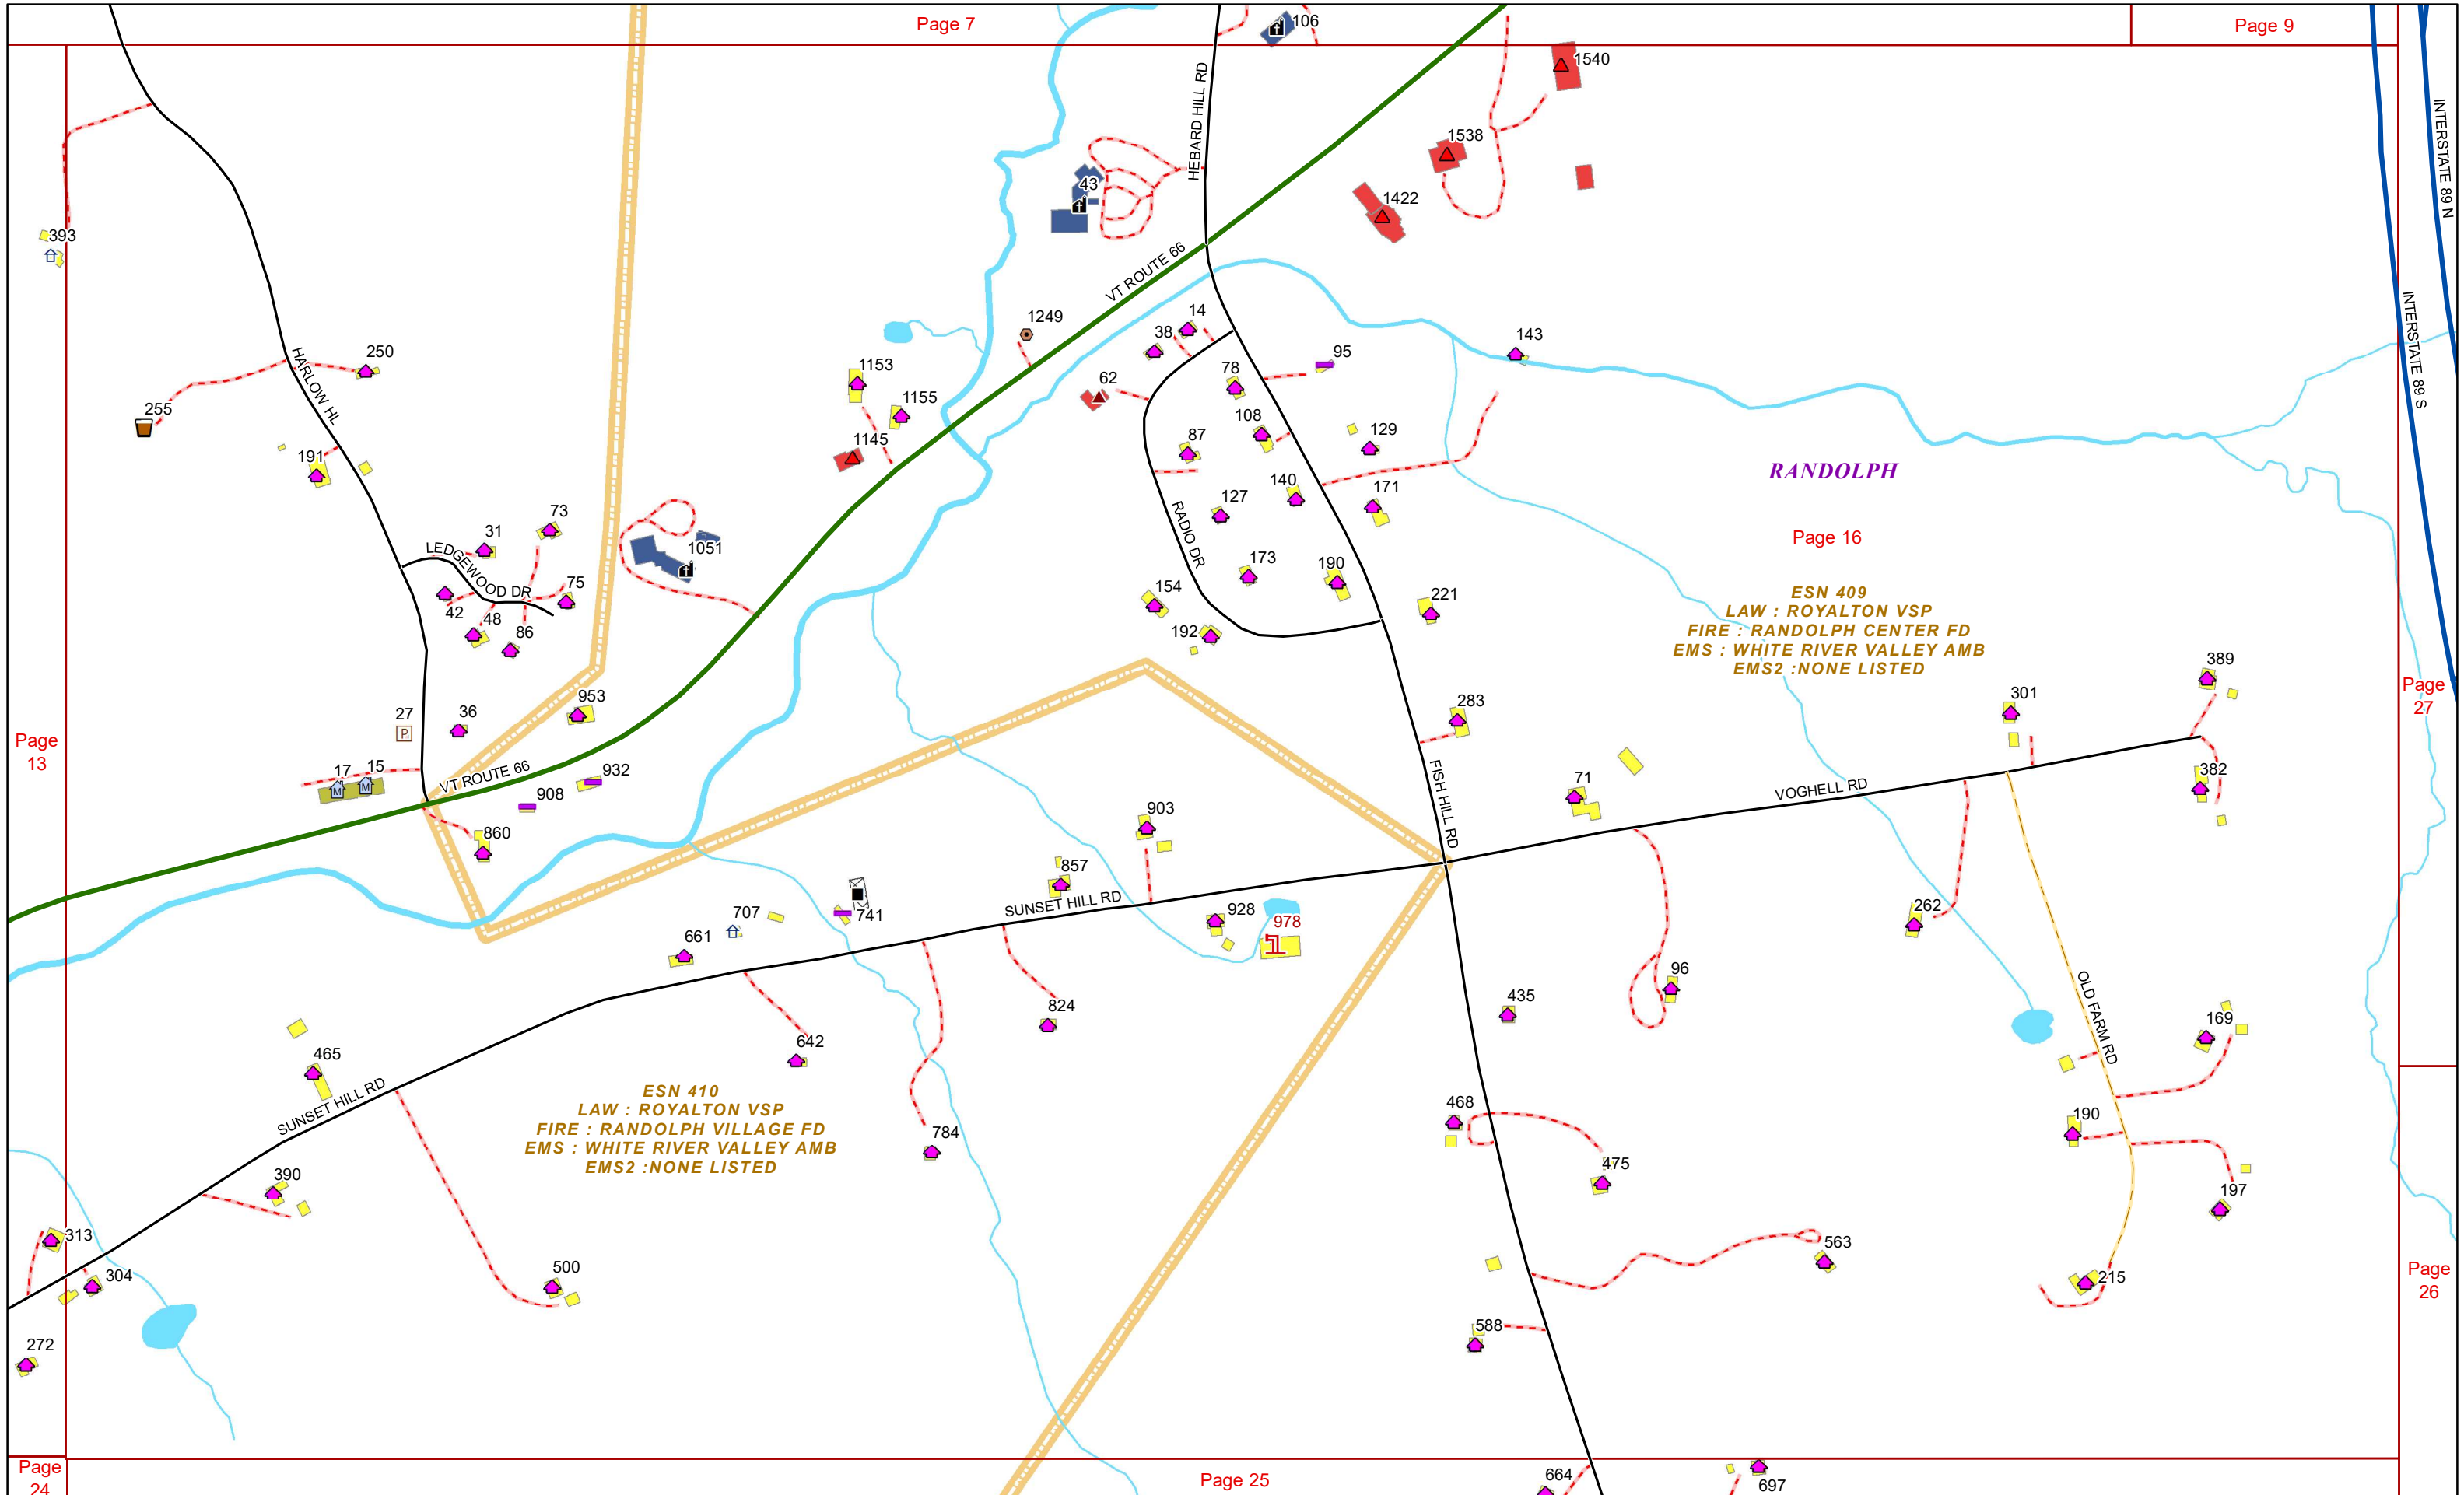 Page 7
106
Page 9
1540
HEBARD HILL RD
INTERSTATE 89 N
1538
43
1422
393
VT ROUTE 66
INTERSTATE 89 S
14
1249
38
143
250
HARLOW HL
95
1153
78
62
1155
255
108
129
87
1145
191
RANDOLPH
140
171
127
73
RADIO DR
31
Page 16
LEDGEWOOD DR
1051
173
190
75
154
221
ESN 409
LAW : ROYALTON VSP
FIRE : RANDOLPH CENTER FD
EMS : WHITE RIVER VALLEY AMB
EMS2 :NONE LISTED
42
48
86
192
389
953
301
Page
27
283
27
P
36
Page
13
17
15
M
M
VT ROUTE 66
932
382
71
FISH HILL RD
VOGHELL RD
908
903
860
857
SUNSET HILL RD
262
707
741
928
978
1
661
96
435
OLD FARM RD
824
169
642
465
SUNSET HILL RD
ESN 410
LAW : ROYALTON VSP
FIRE : RANDOLPH VILLAGE FD
EMS : WHITE RIVER VALLEY AMB
EMS2 :NONE LISTED
468
190
784
475
390
197
313
563
304
500
215
Page
26
588
272
Page
24
Page 25
664
697